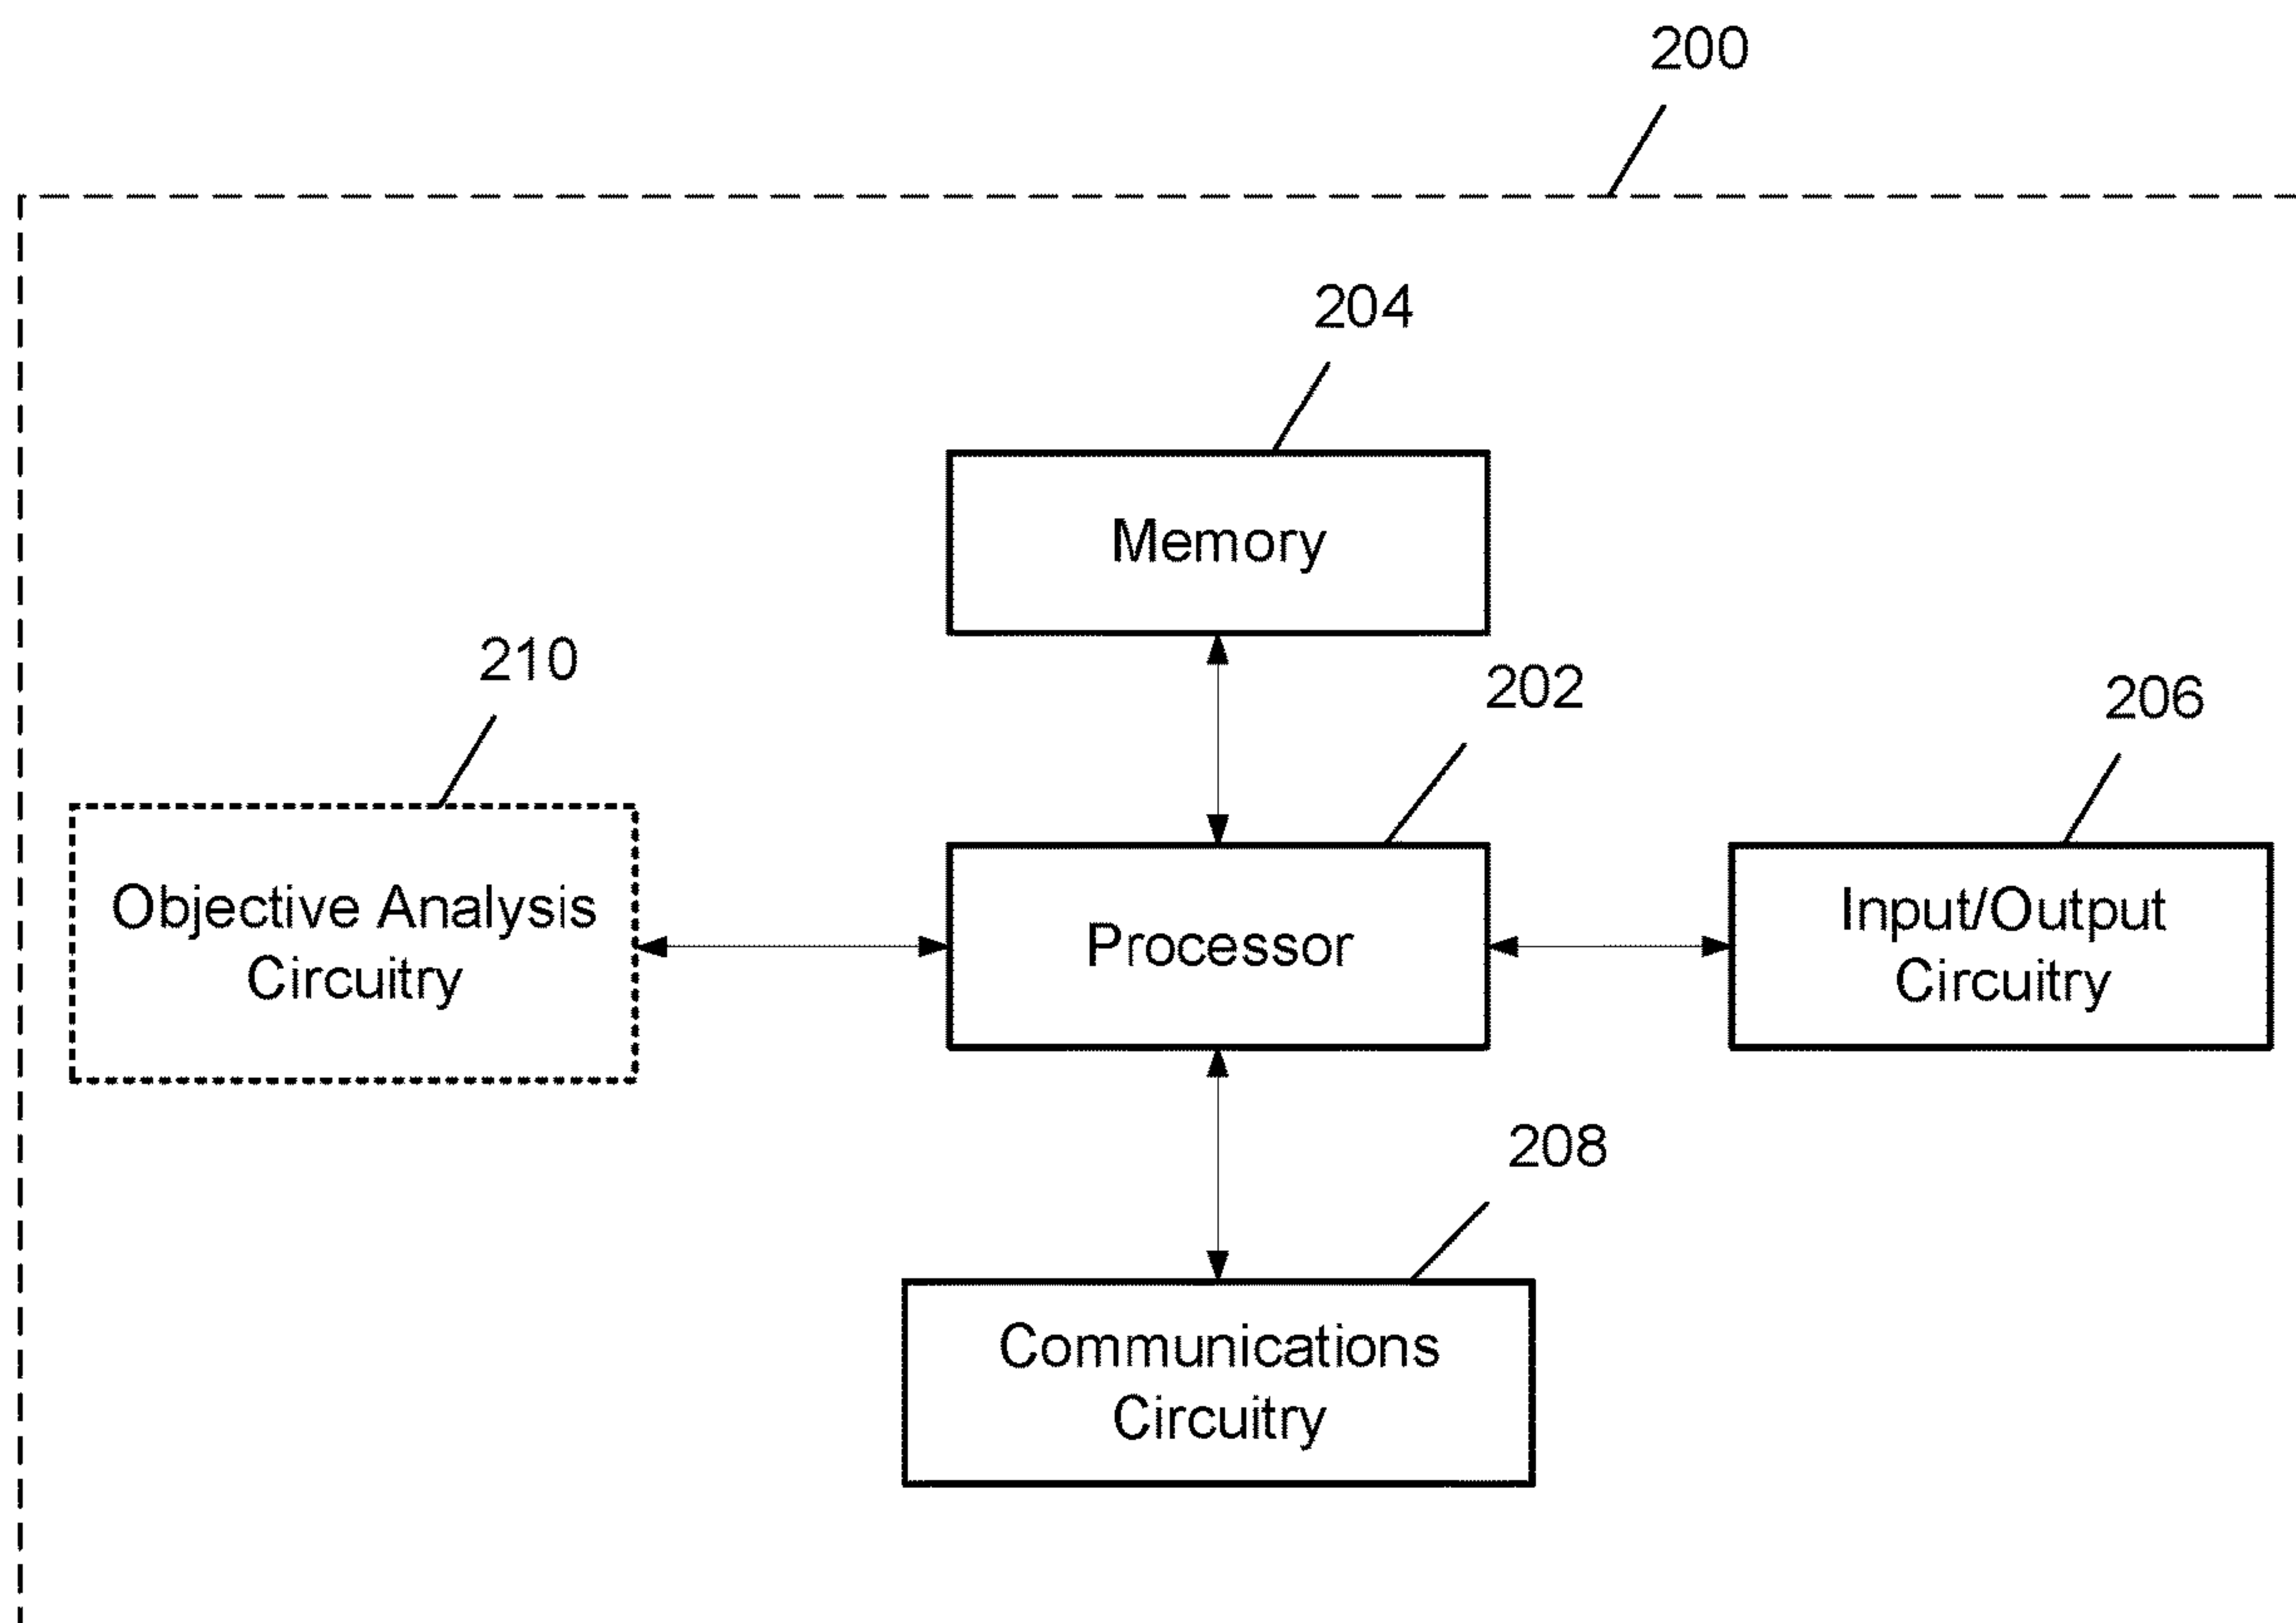 200
204
Memory
210
202
206
Objective Analysis
Circuitry
Processor
Input/Output
Circuitry
208
Communications
Circuitry